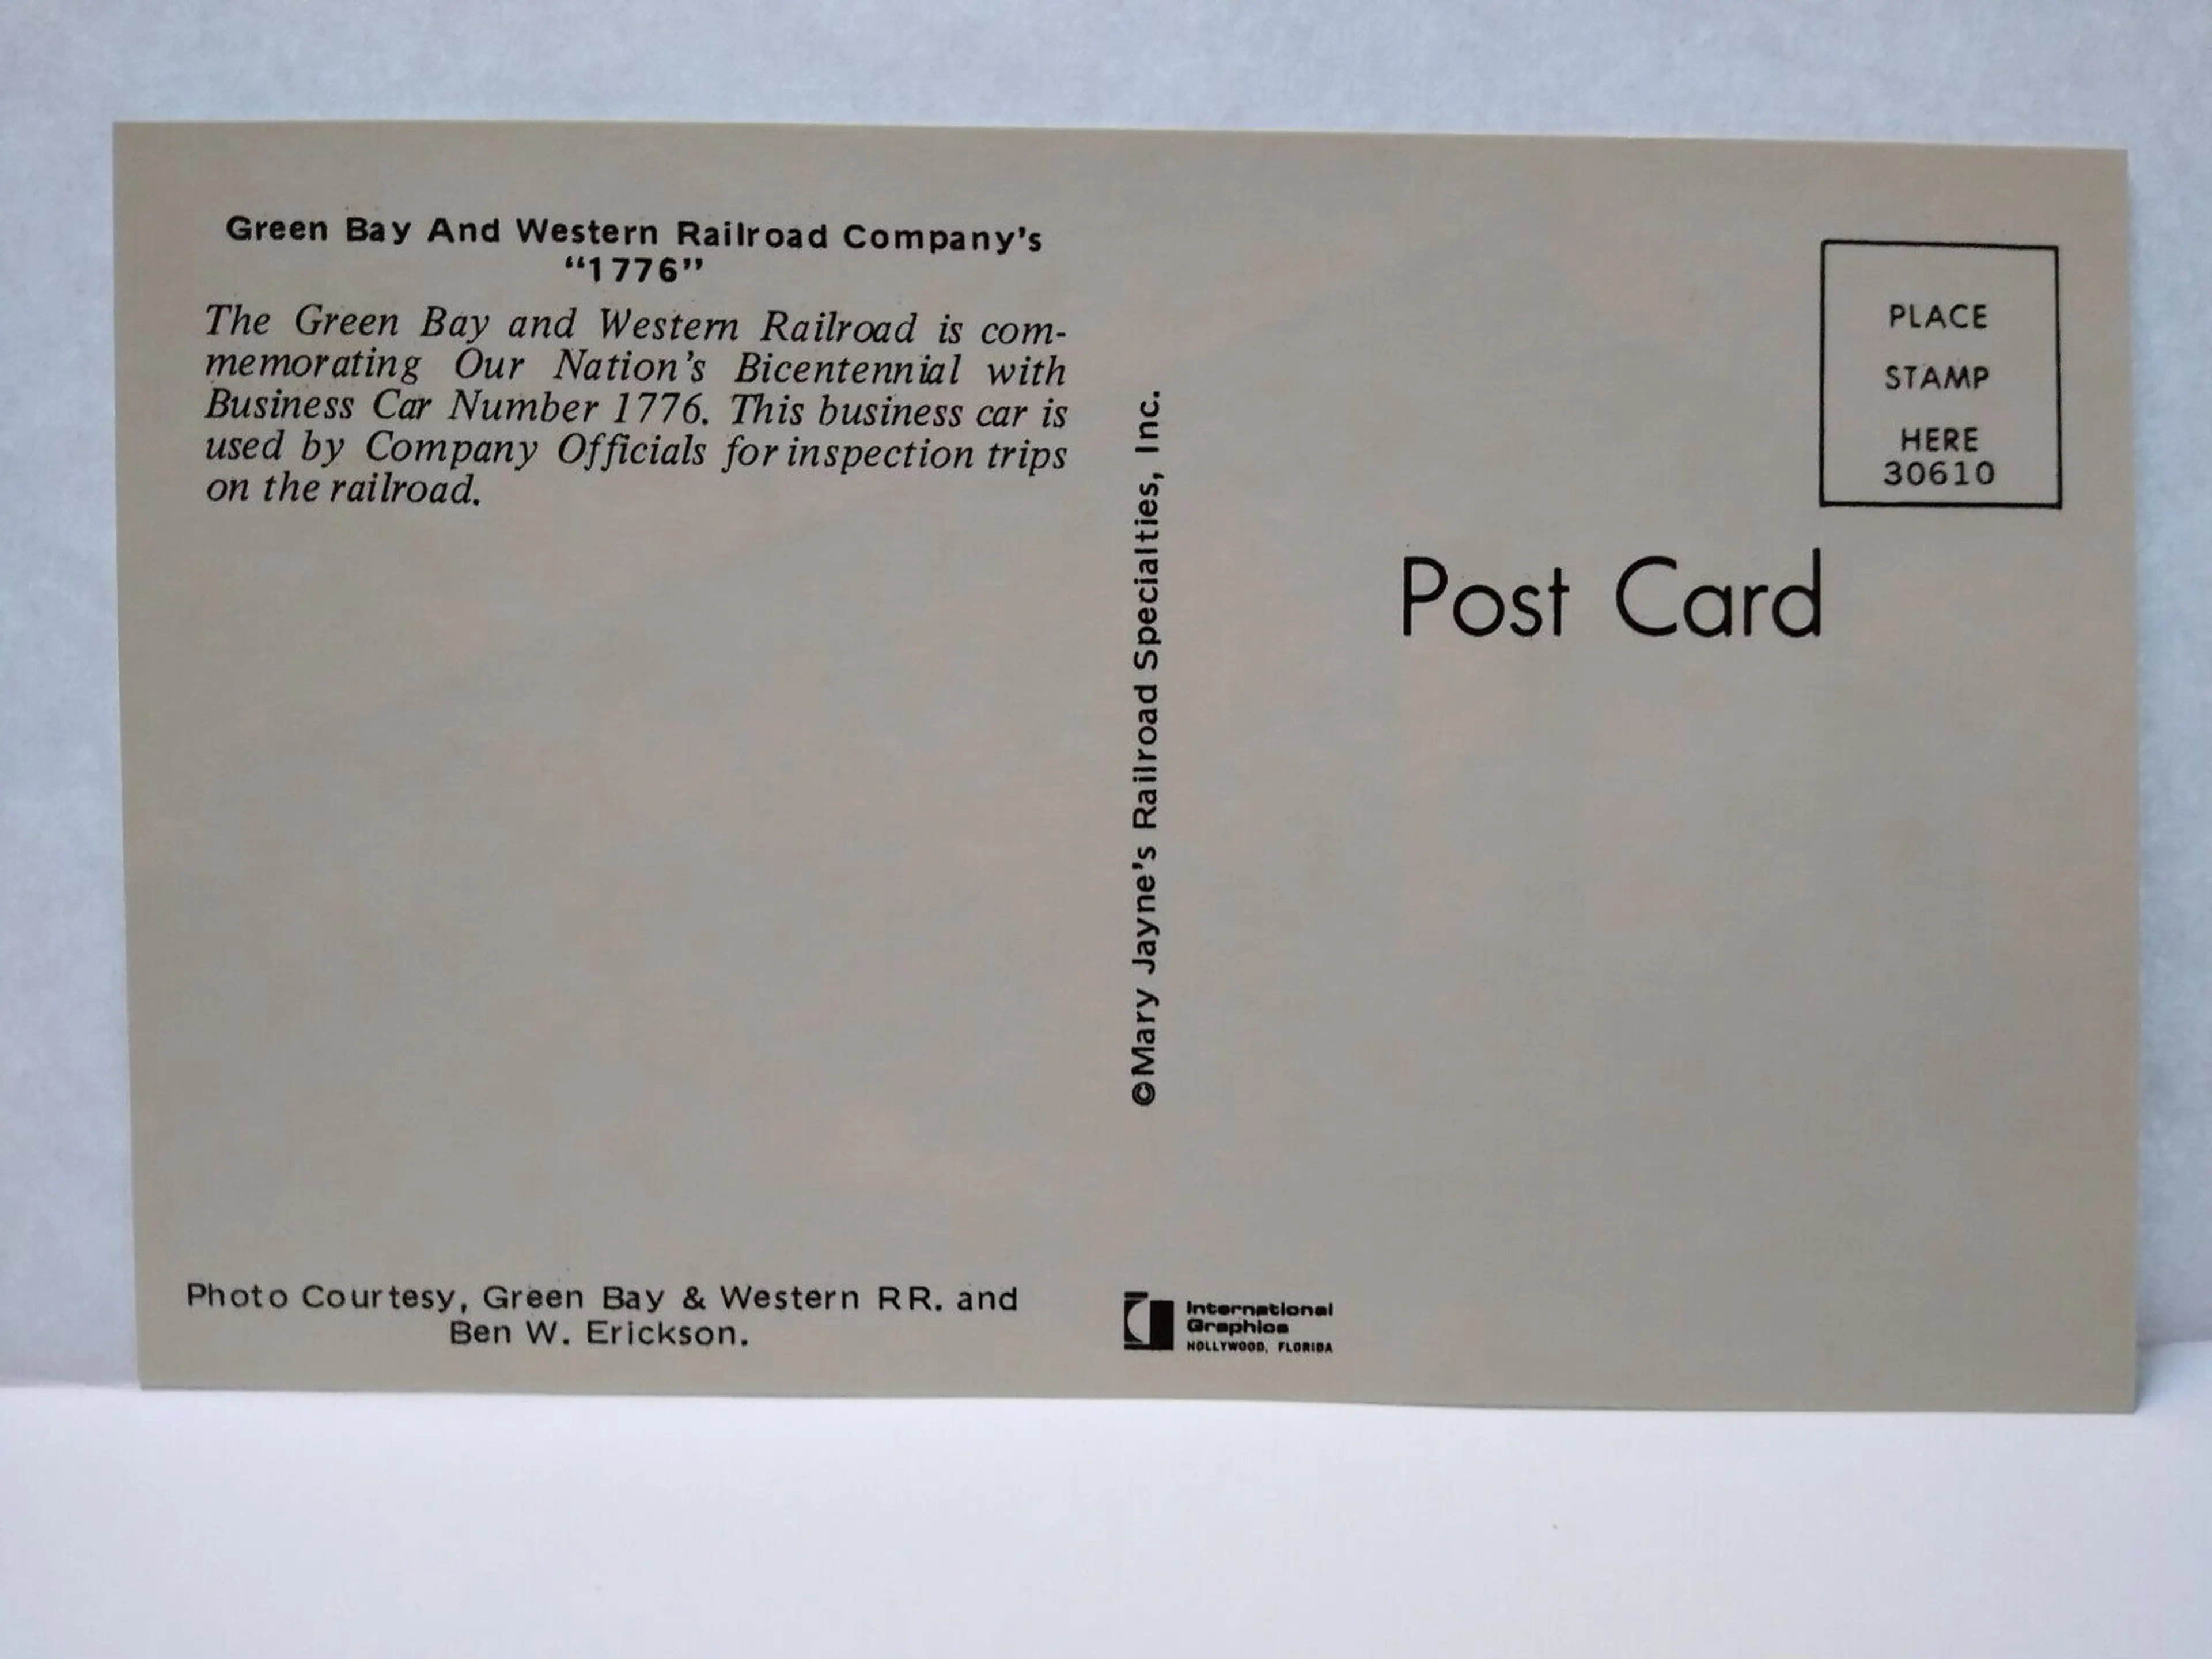 Green Bay And Western Railroad Company's
“1776”
The Green Bay and Western Railroad is com-
memorating Our Nation's Bicentennial with
Business Car Number 1776. This business car is
used by Company Officials for inspection trips
on the railroad.
Photo Courtesy, Green Bay & Western RR. and
Ben W. Erickson.
©Mary Jayne's Railroad Specialties, Inc.
International
Graphics
HOLLYWOOD, FLORIDA
PLACE
STAMP
HERE
30610
Post Card